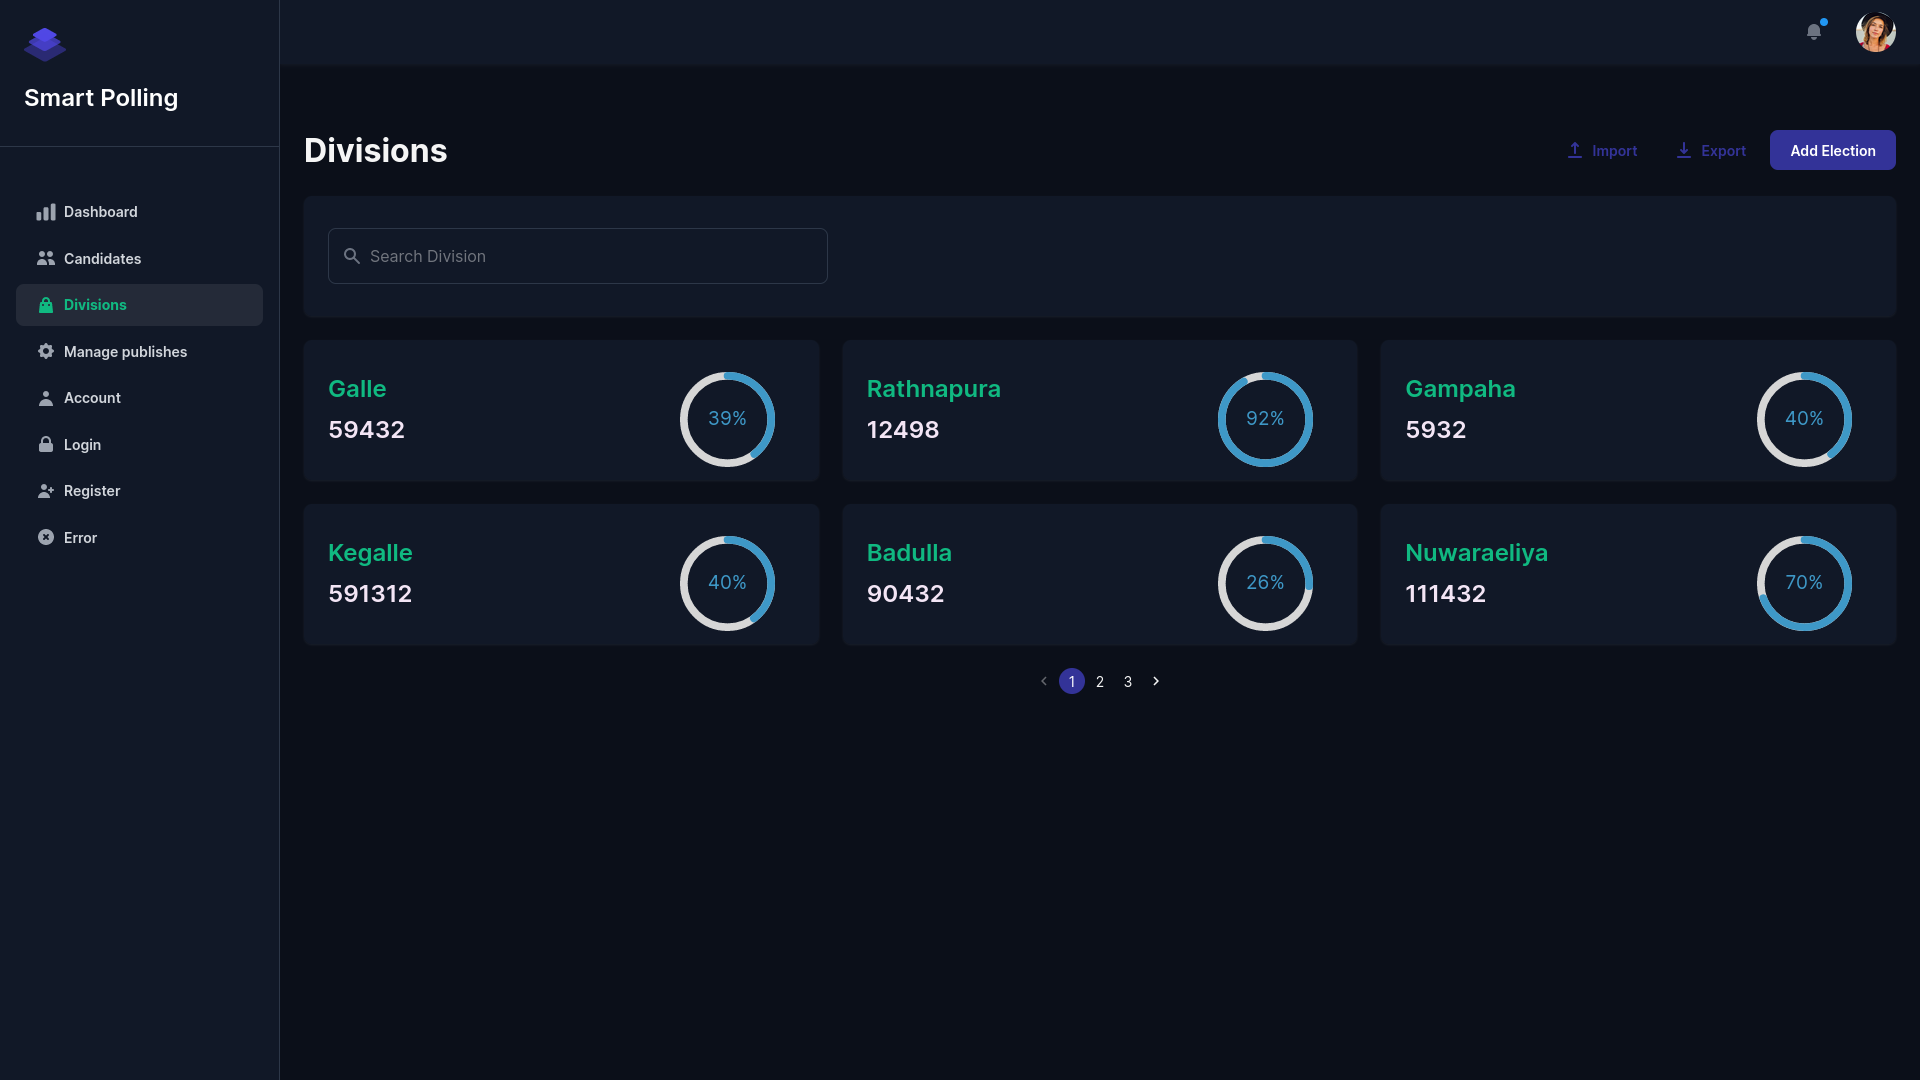 Smart Polling
Dashboard
Candidates
Divisions
Manage publishes
Account
Login
Register
Error
Divisions
Import
Export
Add Election
Search Division
Galle
59432
39%
Rathnapura
12498
92%
Gampaha
5932
40%
Kegalle
591312
40%
Badulla
90432
26%
Nuwaraeliya
111432
70%
1 2 3